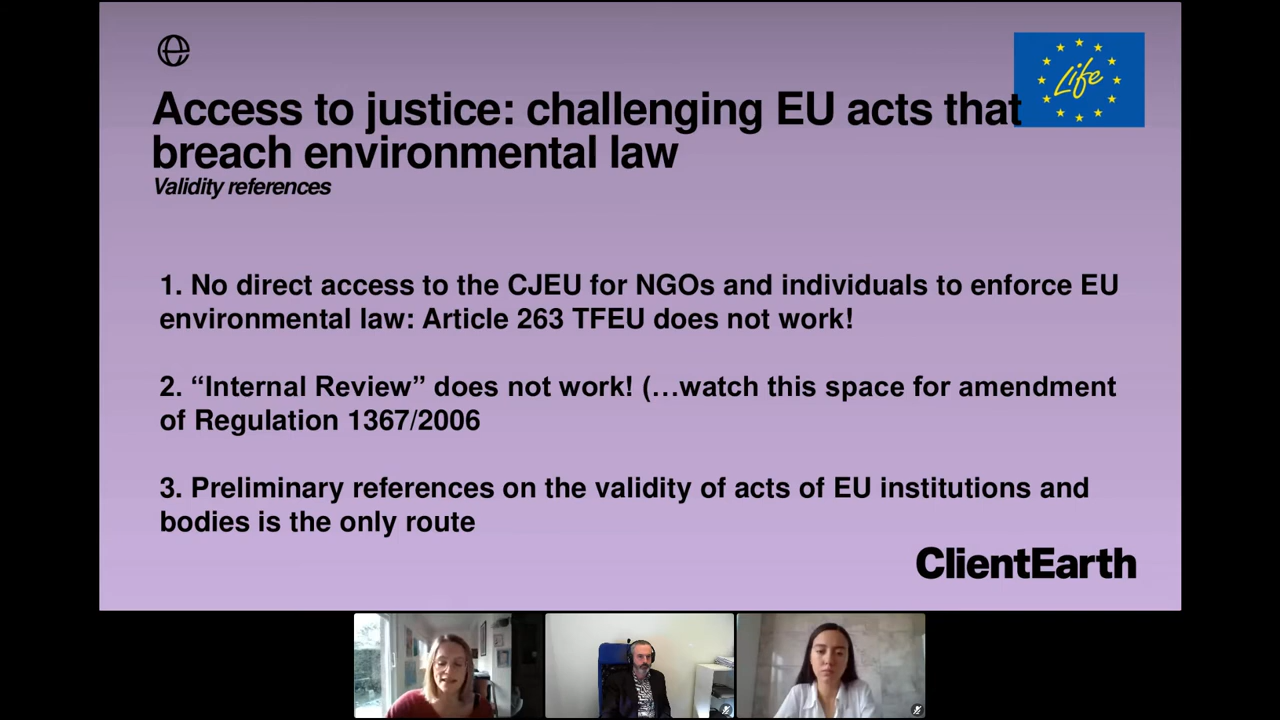 Life
Access to justice: challenging EU acts that
breach environmental law
Validity references
1. No direct access to the CJEU for NGOs and individuals to enforce EU
environmental law: Article 263 TFEU does not work!
2. “Internal Review” does not work! (…watch this space for amendment
of Regulation 1367/2006
3. Preliminary references on the validity of acts of EU institutions and
bodies is the only route
ClientEarth